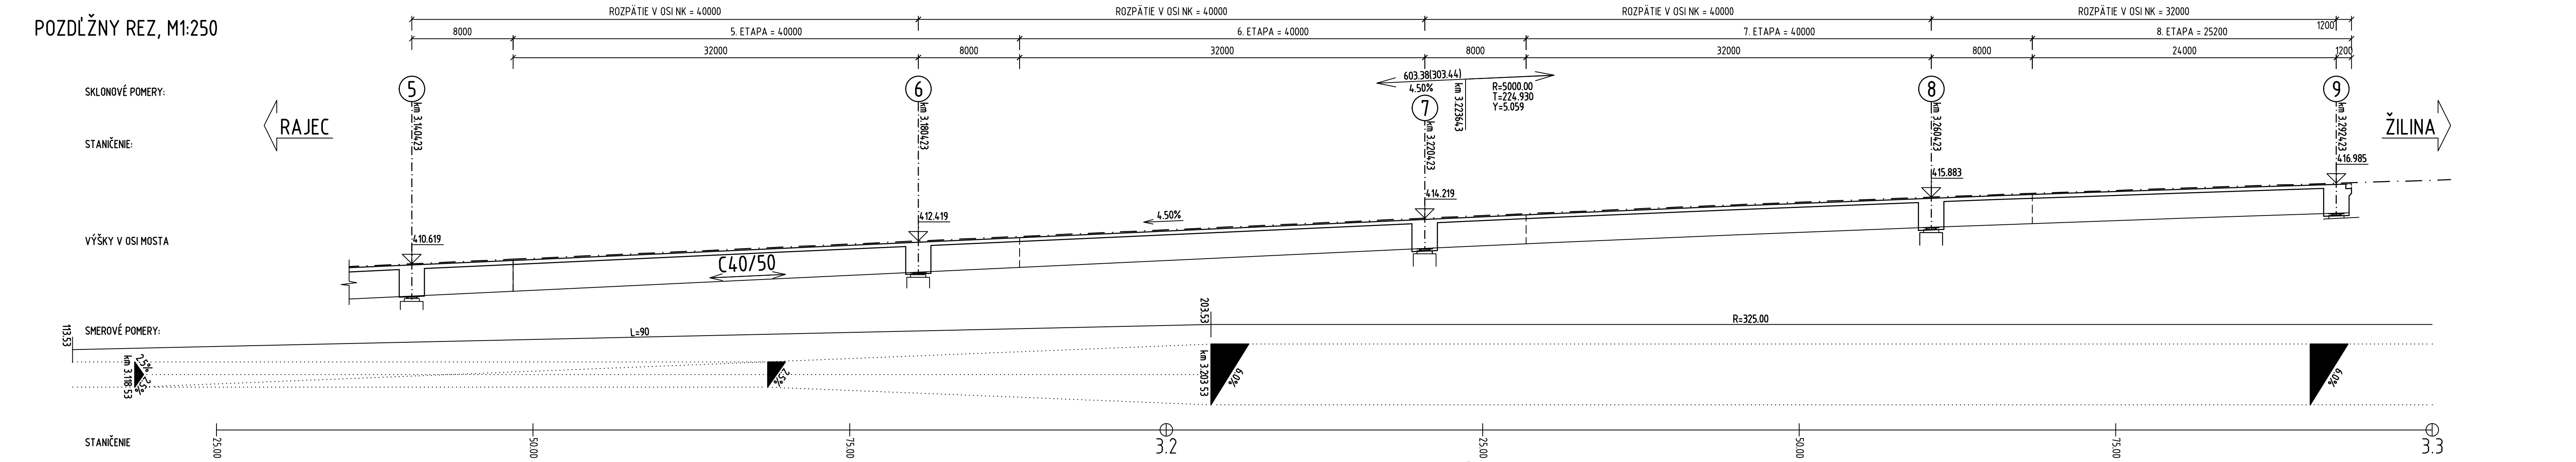 POZDĹŽNY REZ, M1:250
ROZPÄTIE V OSI NK = 40000
ROZPÄTIE V OSI NK = 40000
ROZPÄTIE V OSI NK = 40000
ROZPÄTIE V OSI NK = 32000
1200
8000
5. ETAPA = 40000
6. ETAPA = 40000
7. ETAPA = 40000
8. ETAPA = 25200
32000
8000
32000
8000
32000
8000
24000
1200
SKLONOVÉ POMERY:
5
6
7
8
9
603.38(303.44)
4.50%
km 3.223643
R=5000.00
T=224.930
Y=5.059
RAJEC
ŽILINA
STANIČENIE:
km 3.140423
km 3.180423
km 3.220423
km 3.260423
km 3.292423
VÝŠKY V OSI MOSTA
410.619
412.419
414.219
415.883
416.985
4.50%
C40/50
SMEROVÉ POMERY:
113.53
L=90
203.53
R=325.00
km 3.118 53
2.5%
2.5%
2.5%
km 3.203 53
6.0%
6.0%
STANIČENIE
25.00
50.00
75.00
3.2
25.00
50.00
75.00
3.3